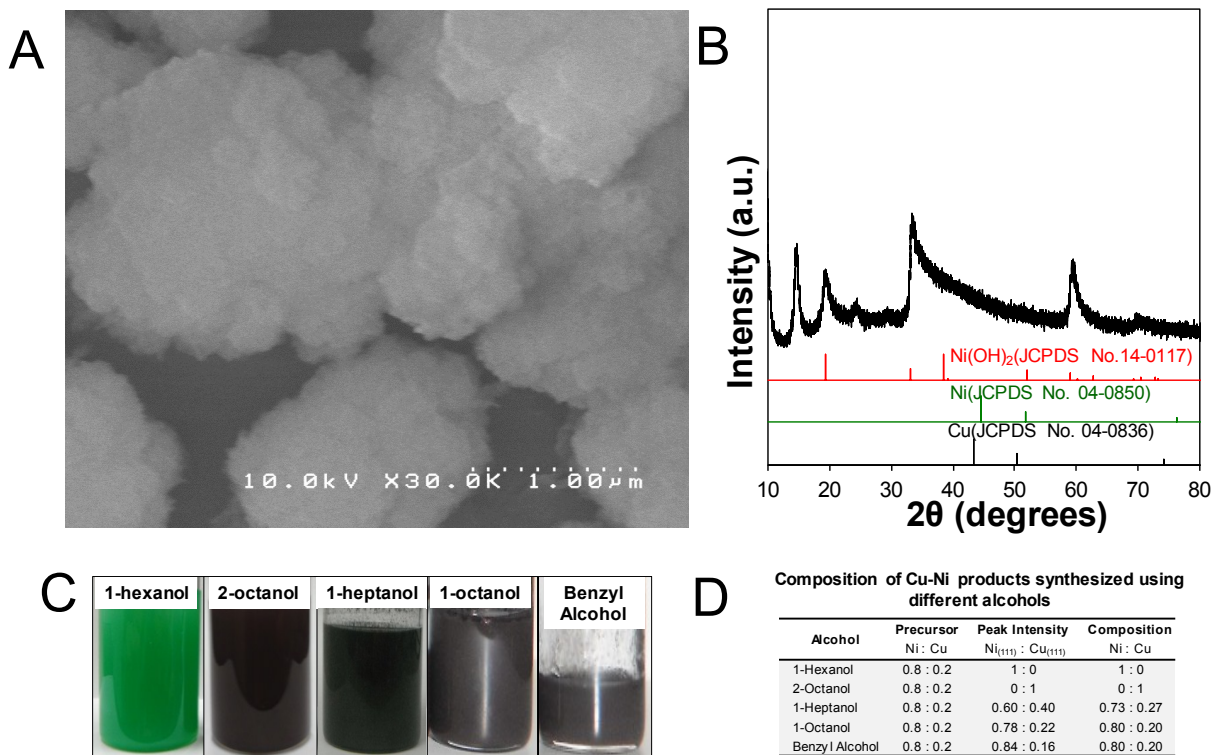 A
10.0kV X30.0K 1.00µm
B
Intensity (a.u.)
Ni(OH)2(JCPDS No.14-0117)
Ni(JCPDS No. 04-0850)
Cu(JCPDS No. 04-0836)
10 20 30 40 50 60 70 80
2θ (degrees)
C
1-hexanol 2-octanol 1-heptanol 1-octanol Benzyl
Alcohol
D
Composition of Cu-Ni products synthesized using
different alcohols
Alcohol Precursor Peak Intensity Composition
Ni : Cu Ni(111) : Cu(111) Ni : Cu
1-Hexanol 0.8 : 0.2 1 : 0 1 : 0
2-Octanol 0.8 : 0.2 0 : 1 0 : 1
1-Heptanol 0.8 : 0.2 0.60 : 0.40 0.73 : 0.27
1-Octanol 0.8 : 0.2 0.78 : 0.22 0.80 : 0.20
Benzyl Alcohol 0.8 : 0.2 0.84 : 0.16 0.80 : 0.20